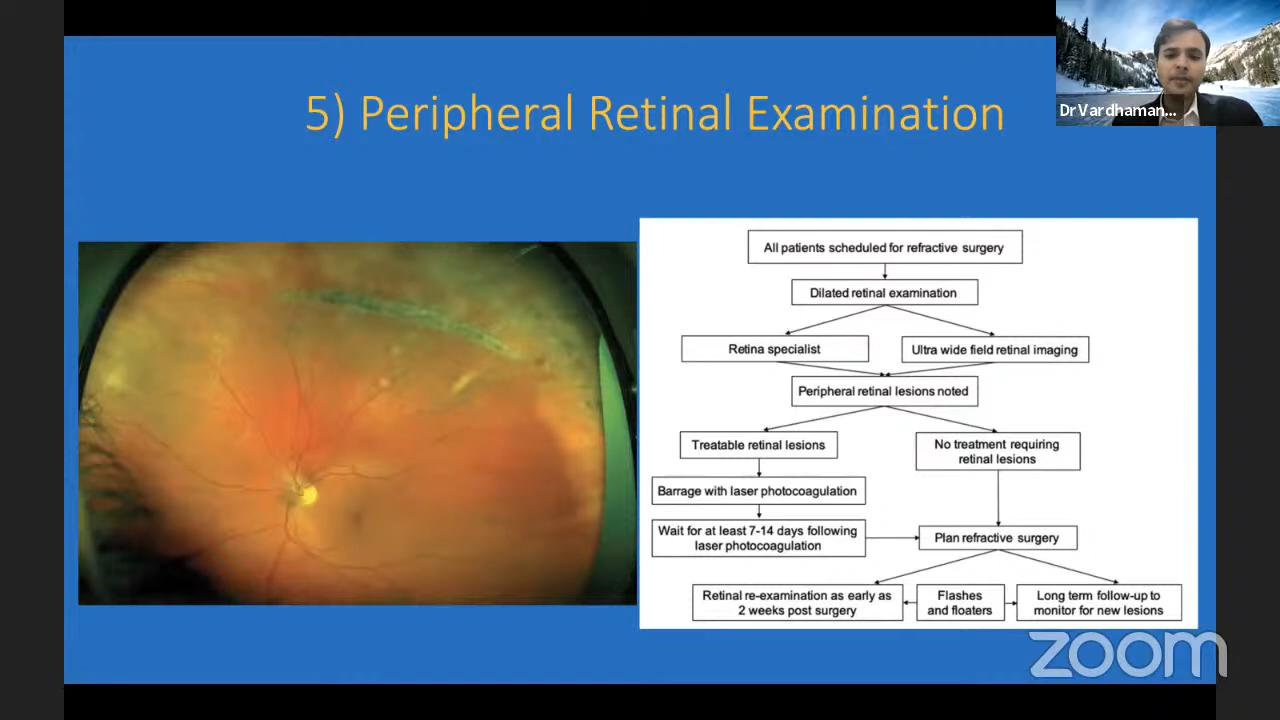 DrVardhaman...
5) Peripheral Retinal Examination
All patients scheduled for refractive surgery
Dilated retinal examination
Retina specialist
Ultra wide field retinal imaging
Peripheral retinal lesions noted
Treatable retinal lesions
No treatment requiring
retinal lesions
Barrage with laser photocoagulation
Wait for at least 7-14 days following
laser photocoagulation
Plan refractive surgery
Retinal re-examination as early as
2 weeks post surgery
Flashes
and floaters
Long term follow-up to
monitor for new lesions
zoom